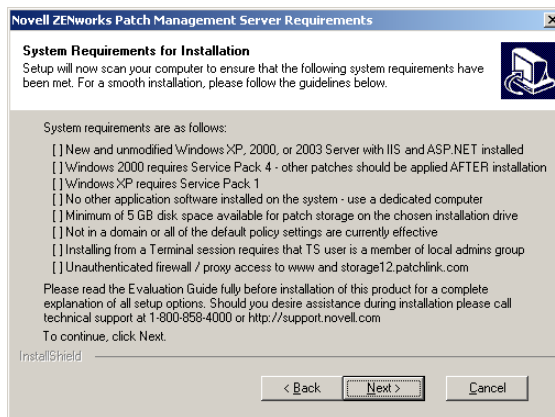 Novell ZENworks Patch Management Server Requirements
System Requirements for Installation
Setup will now scan your computer to ensure that the following system requirements have
been met. For a smooth installation, please follow the guidelines below.
System requirements are as follows:
[ ] New and unmodified Windows XP, 2000, or 2003 Server with IIS and ASP.NET installed
[ ] Windows 2000 requires Service Pack 4 - other patches should be applied AFTER installation
[ ] Windows XP requires Service Pack 1
[ ] No other application software installed on the system - use a dedicated computer
[ ] Minimum of 5 GB disk space available for patch storage on the chosen installation drive
[ ] Not in a domain or all of the default policy settings are currently effective
[ ] Installing from a Terminal session requires that TS user is a member of local admins group
[ ] Unauthenticated firewall / proxy access to www and storage12.patchlink.com
Please read the Evaluation Guide fully before installation of this product for a complete
explanation of all setup options. Should you desire assistance during installation please call
technical support at 1-800-858-4000 or http://support.novell.com
To continue, click Next.
InstallShield
< Back Next > Cancel